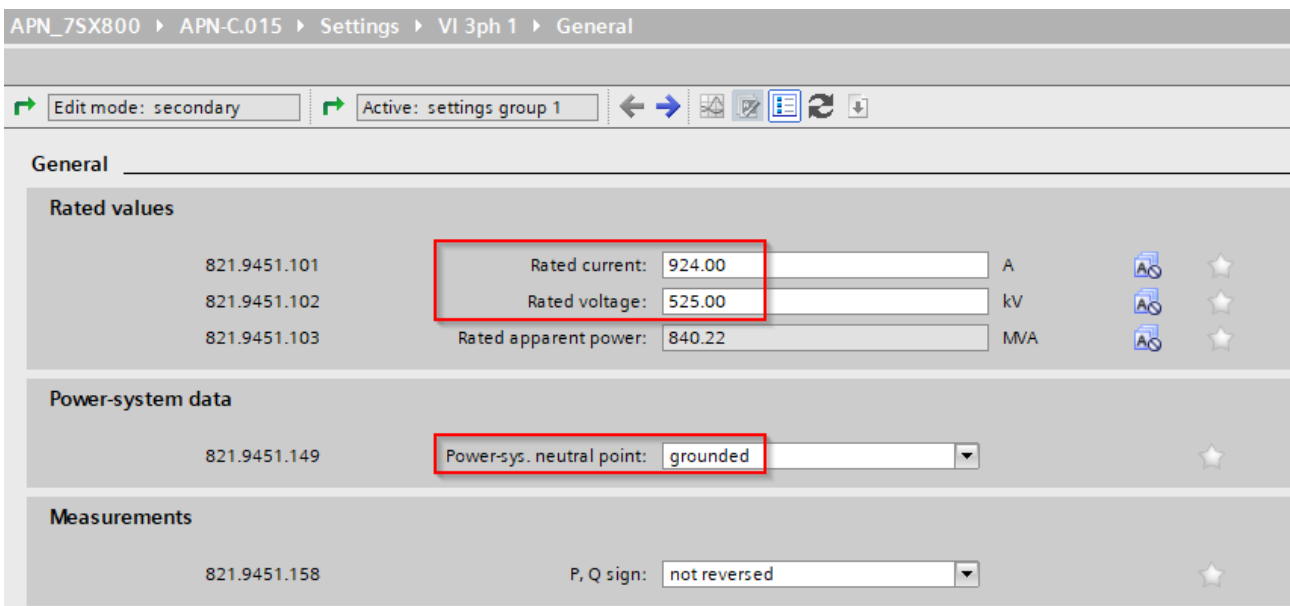 APN_7SX800 ▸ APN-C.015 ▸ Settings ▸ VI 3ph 1 ▸ General
Edit mode: secondary Active: settings group 1
General
Rated values
821.9451.101 Rated current: 924.00 A
821.9451.102 Rated voltage: 525.00 kV
821.9451.103 Rated apparent power: 840.22 MVA
Power-system data
821.9451.149 Power-sys. neutral point: grounded
Measurements
821.9451.158 P, Q sign: not reversed